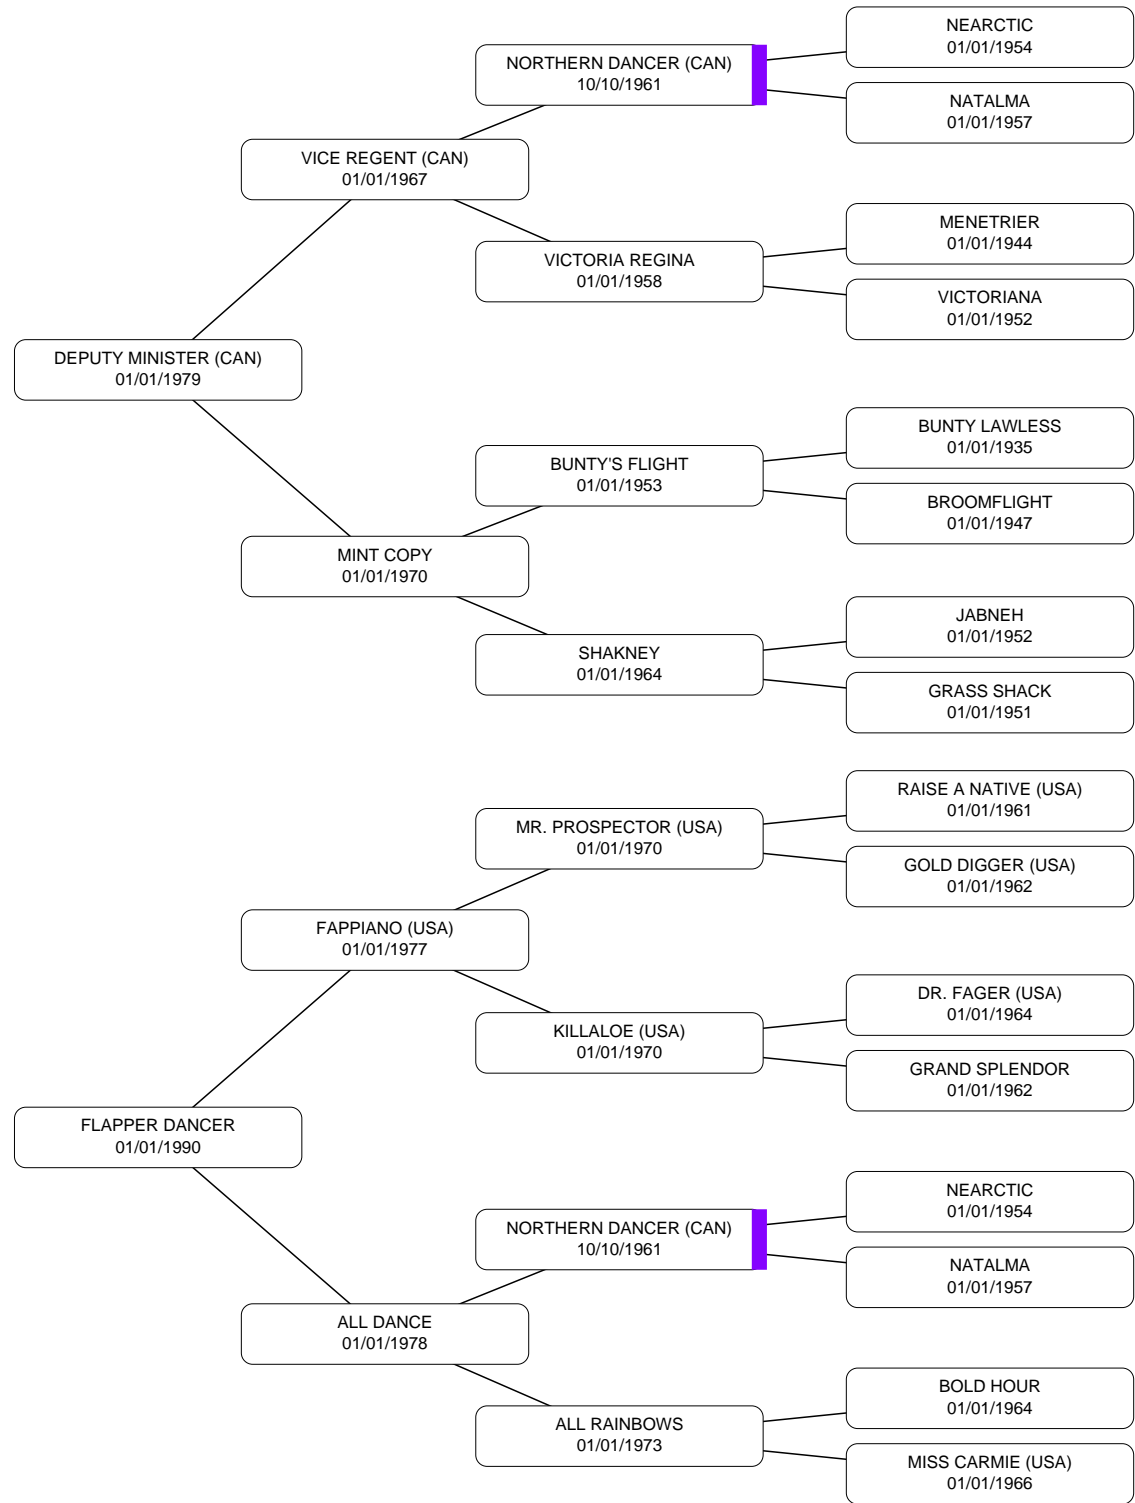 NEARCTIC
01/01/1954
NORTHERN DANCER (CAN)
10/10/1961
NATALMA
01/01/1957
VICE REGENT (CAN)
01/01/1967
MENETRIER
01/01/1944
VICTORIA REGINA
01/01/1958
VICTORIANA
01/01/1952
DEPUTY MINISTER (CAN)
01/01/1979
BUNTY LAWLESS
01/01/1935
BUNTY'S FLIGHT
01/01/1953
BROOMFLIGHT
01/01/1947
MINT COPY
01/01/1970
JABNEH
01/01/1952
SHAKNEY
01/01/1964
GRASS SHACK
01/01/1951
RAISE A NATIVE (USA)
01/01/1961
MR. PROSPECTOR (USA)
01/01/1970
GOLD DIGGER (USA)
01/01/1962
FAPPIANO (USA)
01/01/1977
DR. FAGER (USA)
01/01/1964
KILLALOE (USA)
01/01/1970
GRAND SPLENDOR
01/01/1962
FLAPPER DANCER
01/01/1990
NEARCTIC
01/01/1954
NORTHERN DANCER (CAN)
10/10/1961
NATALMA
01/01/1957
ALL DANCE
01/01/1978
BOLD HOUR
01/01/1964
ALL RAINBOWS
01/01/1973
MISS CARMIE (USA)
01/01/1966